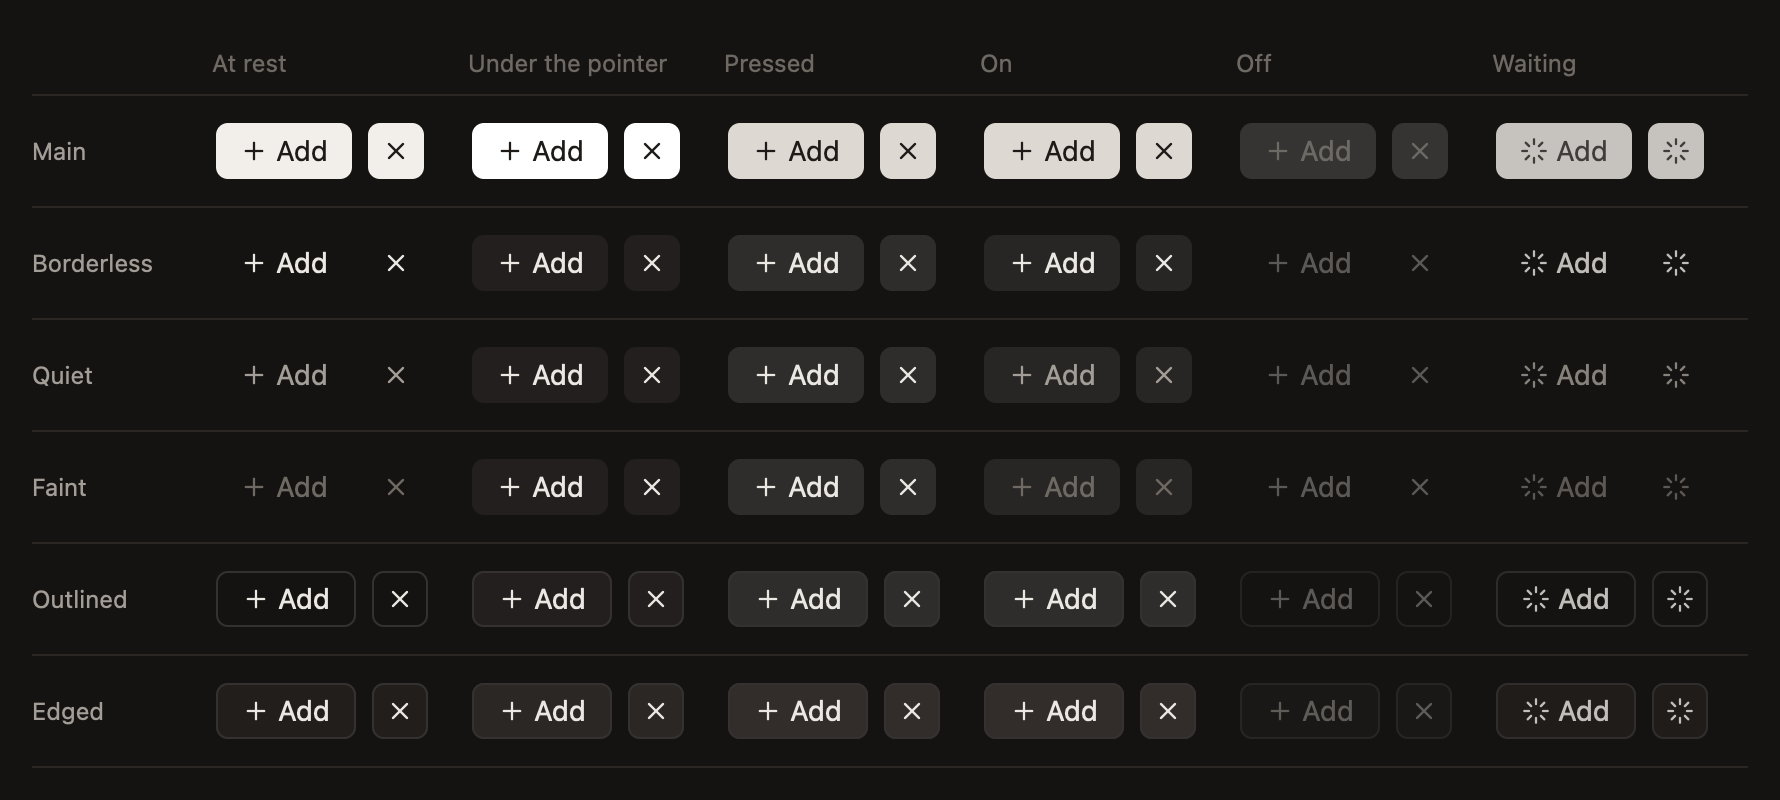 At rest Under the pointer Pressed On Off Waiting
Main Add Add Add Add Add Add
Borderless Add Add Add Add Add Add
Quiet Add Add Add Add Add Add
Faint Add Add Add Add Add Add
Outlined Add Add Add Add Add Add
Edged Add Add Add Add Add Add